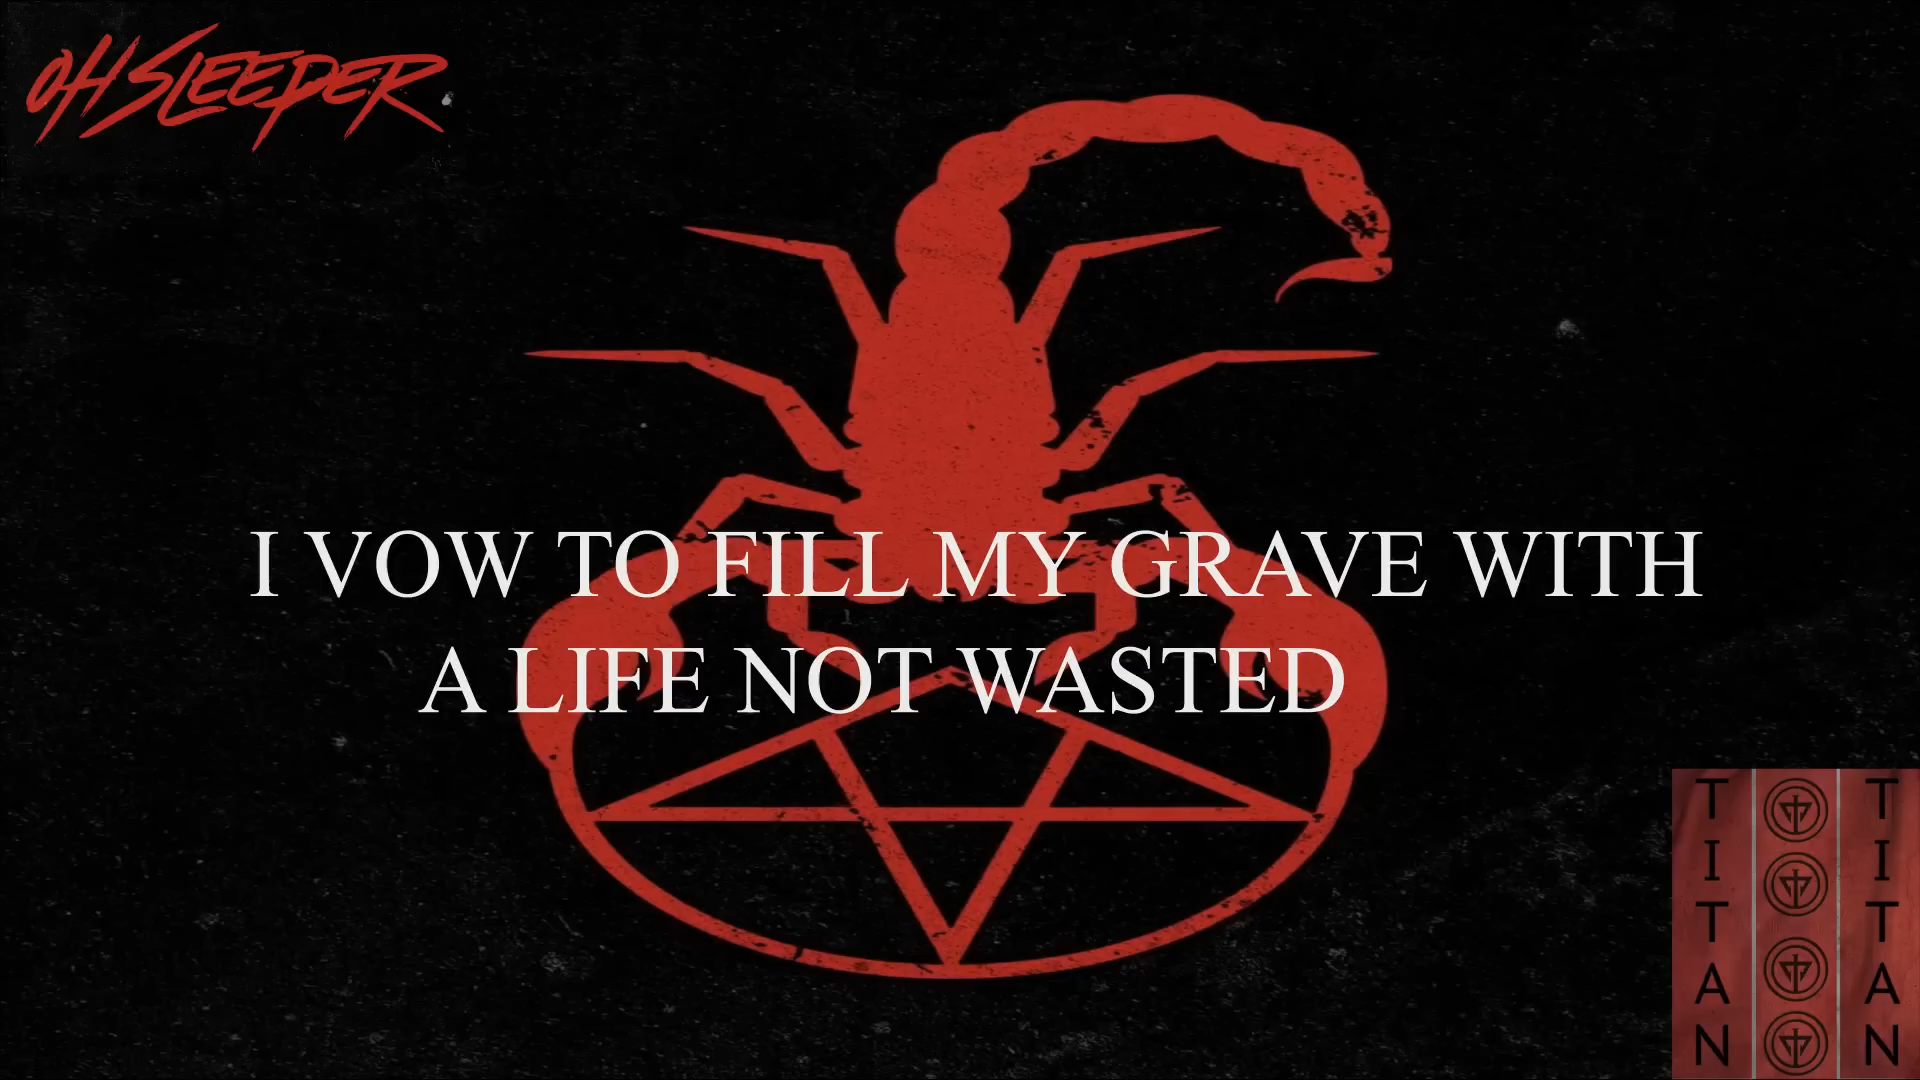 OH SLEEPER
I VOW TO FILL MY GRAVE WITH
A LIFE NOT WASTED
TITAN
TITAN